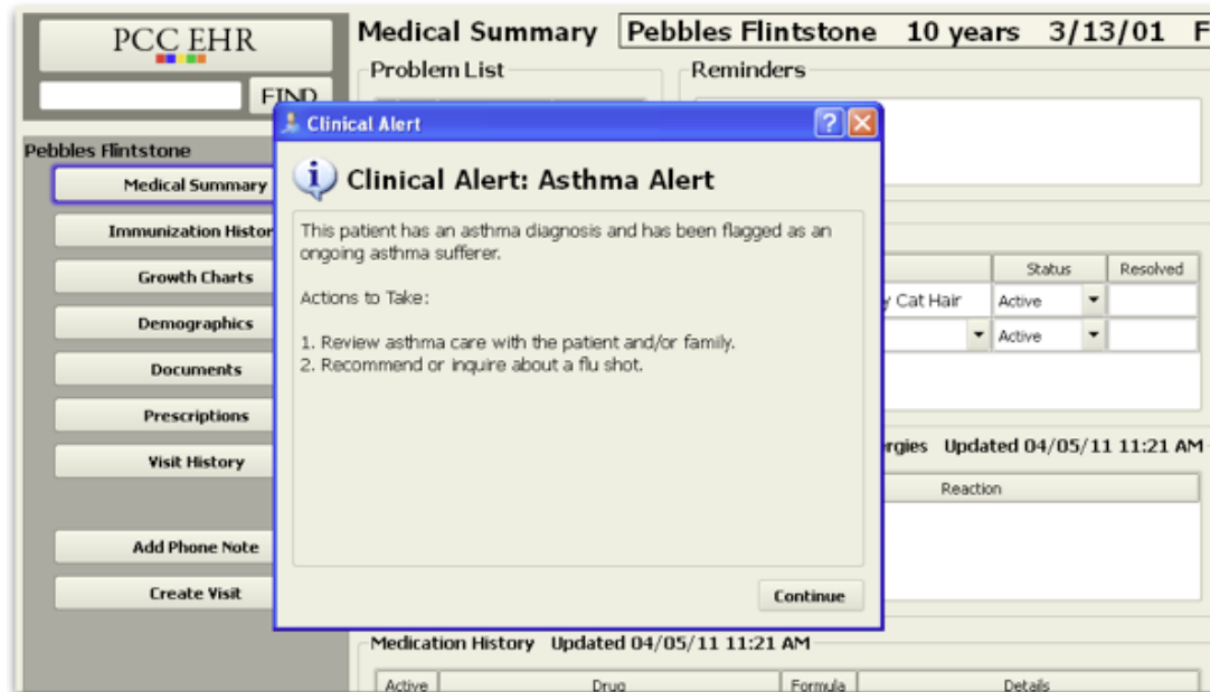 PCC EHR
FIND
Pebbles Flintstone
Medical Summary
Immunization Histor
Growth Charts
Demographics
Documents
Prescriptions
Visit History
Add Phone Note
Create Visit
Medical Summary Pebbles Flintstone 10 years 3/13/01 F
Problem List Reminders
Clinical Alert
?
i
Clinical Alert: Asthma Alert
This patient has an asthma diagnosis and has been flagged as an
ongoing asthma sufferer.
Actions to Take:
1. Review asthma care with the patient and/or family.
2. Recommend or inquire about a flu shot.
Continue
Status Resolved
y Cat Hair Active
Active
rgies Updated 04/05/11 11:21 AM
Reaction
Medication History Updated 04/05/11 11:21 AM
Active Drug Formula Details